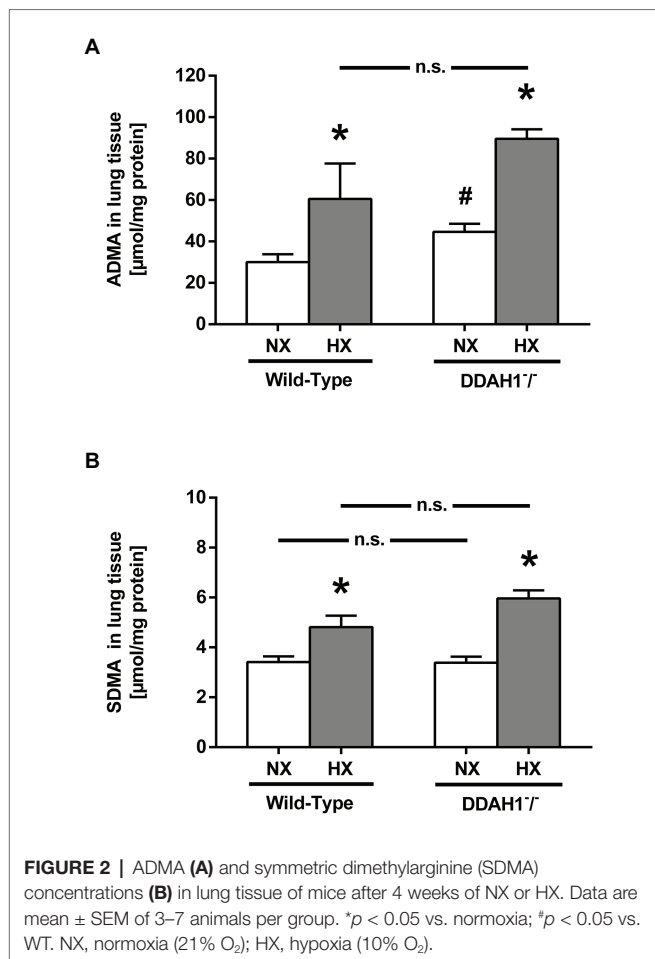 A
n.s.
120
100
80
60
40
20
0
ADMA in lung tissue
[µmol/mg protein]
*
#
*
NX HX NX HX
Wild-Type DDAH1⁻/⁻
B
10
8
6
4
2
0
SDMA in lung tissue
[µmol/mg protein]
n.s.
n.s.
*
*
NX HX NX HX
Wild-Type DDAH1⁻/⁻
FIGURE 2 | ADMA (A) and symmetric dimethylarginine (SDMA)
concentrations (B) in lung tissue of mice after 4 weeks of NX or HX. Data are
mean ± SEM of 3–7 animals per group. *p < 0.05 vs. normoxia; #p < 0.05 vs.
WT. NX, normoxia (21% O₂); HX, hypoxia (10% O₂).